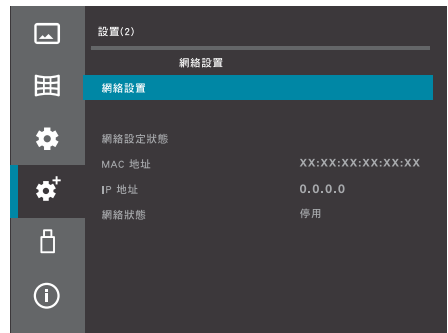 設置(2)
網絡設置
網絡設置
網絡設定狀態
MAC 地址 XX:XX:XX:XX:XX:XX
IP 地址 0.0.0.0
網絡狀態 停用